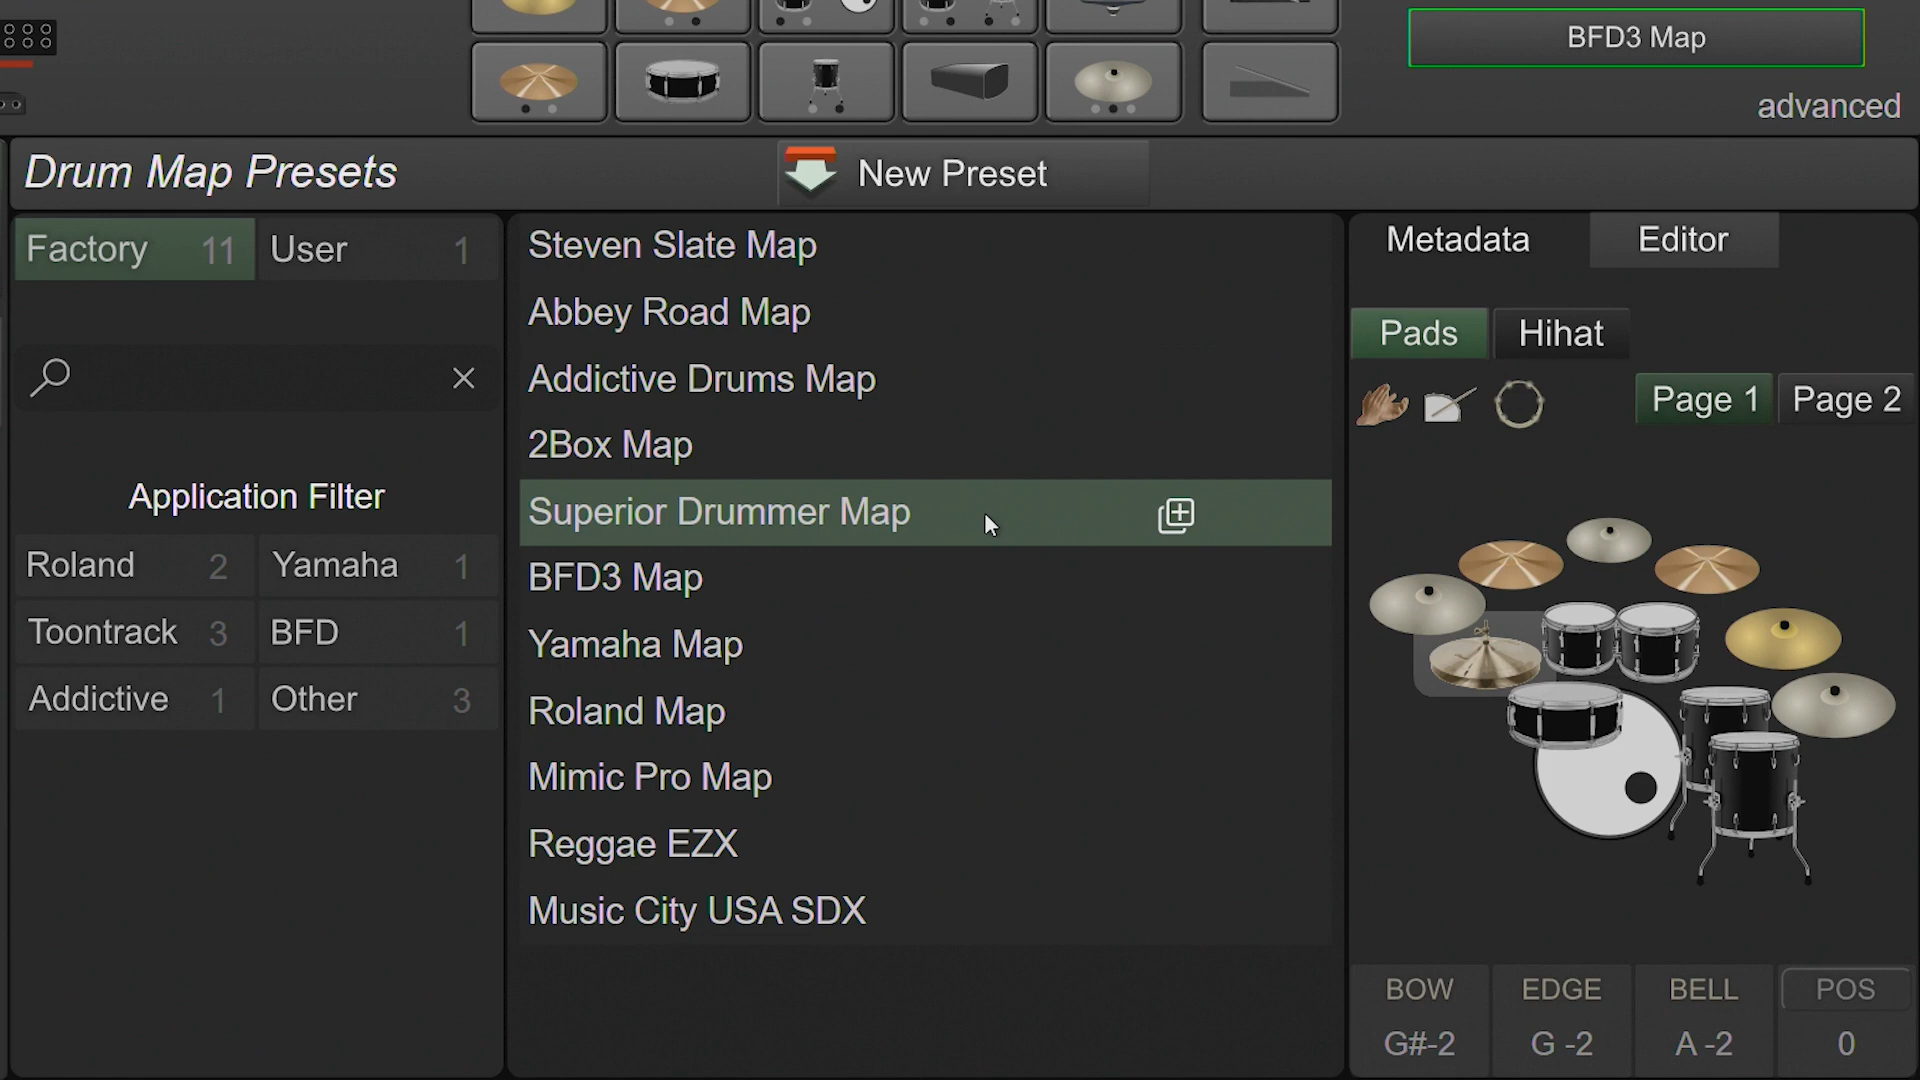 BFD3 Map
advanced
Drum Map Presets
New Preset
Factory 11 User 1
Steven Slate Map
Abbey Road Map
Addictive Drums Map
2Box Map
Superior Drummer Map
BFD3 Map
Yamaha Map
Roland Map
Mimic Pro Map
Reggae EZX
Music City USA SDX
Application Filter
Roland 2 Yamaha 1
Toontrack 3 BFD 1
Addictive 1 Other 3
Metadata Editor
Pads Hihat
Page 1 Page 2
BOW EDGE BELL POS
G#-2 G -2 A -2 0